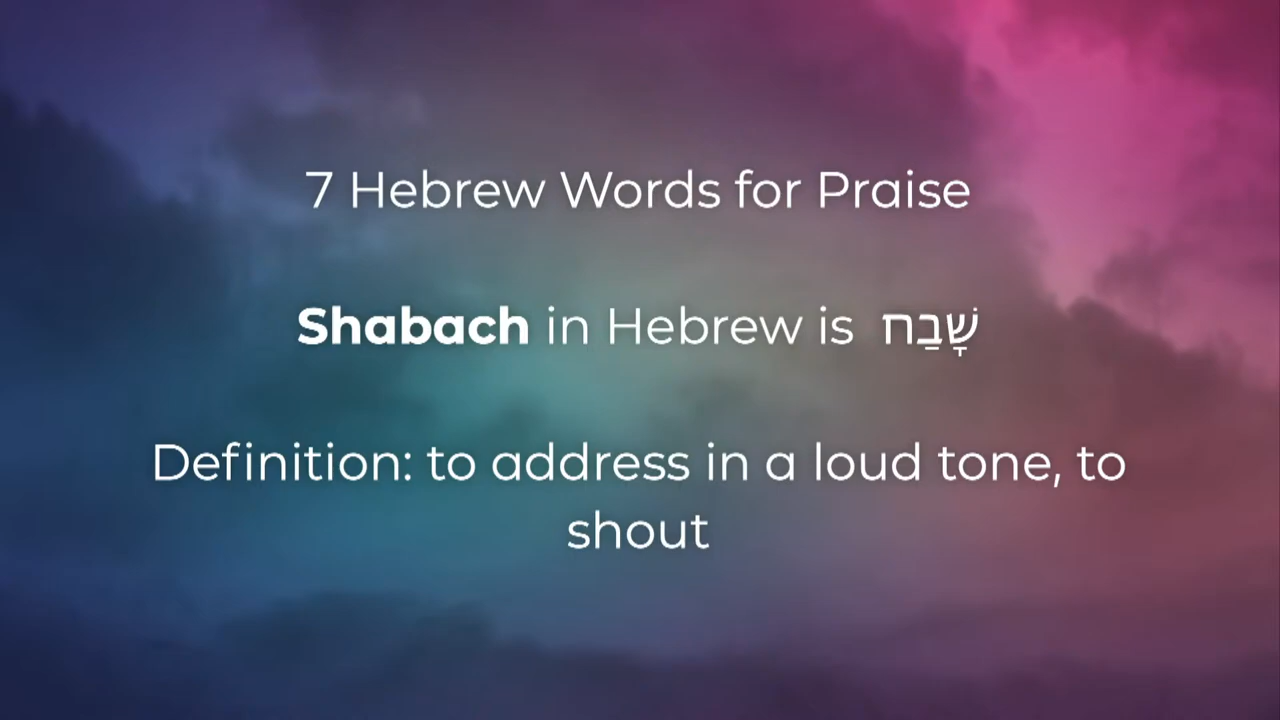 7 Hebrew Words for Praise
Shabach in Hebrew is שָׁבַח
Definition: to address in a loud tone, to
shout